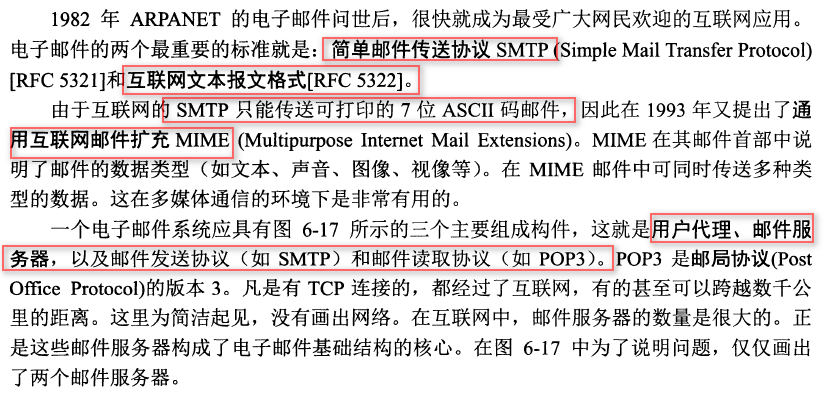 1982 年 ARPANET 的电子邮件问世后，很快就成为最受广大网民欢迎的互联网应用。
电子邮件的两个最重要的标准就是：简单邮件传送协议 SMTP (Simple Mail Transfer Protocol)
[RFC 5321]和互联网文本报文格式[RFC 5322]。
由于互联网的 SMTP 只能传送可打印的 7 位 ASCII 码邮件，因此在 1993 年又提出了通
用互联网邮件扩充 MIME (Multipurpose Internet Mail Extensions)。MIME 在其邮件首部中说
明了邮件的数据类型（如文本、声音、图像、视像等）。在 MIME 邮件中可同时传送多种类
型的数据。这在多媒体通信的环境下是非常有用的。
一个电子邮件系统应具有图 6-17 所示的三个主要组成构件，这就是用户代理、邮件服
务器，以及邮件发送协议（如 SMTP）和邮件读取协议（如 POP3）。POP3 是邮局协议(Post
Office Protocol)的版本 3。凡是有 TCP 连接的，都经过了互联网，有的甚至可以跨越数千公
里的距离。这里为简洁起见，没有画出网络。在互联网中，邮件服务器的数量是很大的。正
是这些邮件服务器构成了电子邮件基础结构的核心。在图 6-17 中为了说明问题，仅仅画出
了两个邮件服务器。